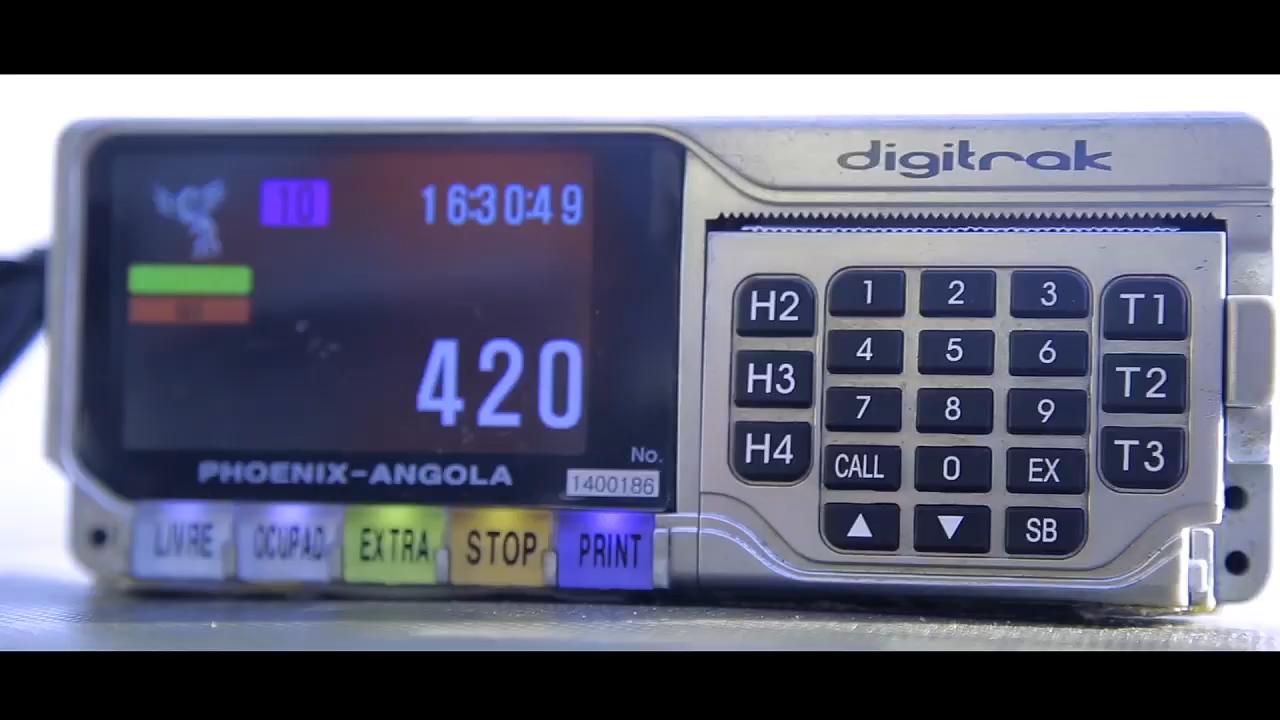 digitrak
10 16:30:49
420
No.
PHOENIX-ANGOLA 1400186
LIVRE OCUPAD EXTRA STOP PRINT
H2 1 2 3 T1
H3 4 5 6 T2
7 8 9
H4 CALL 0 EX T3
▲ ▼ SB